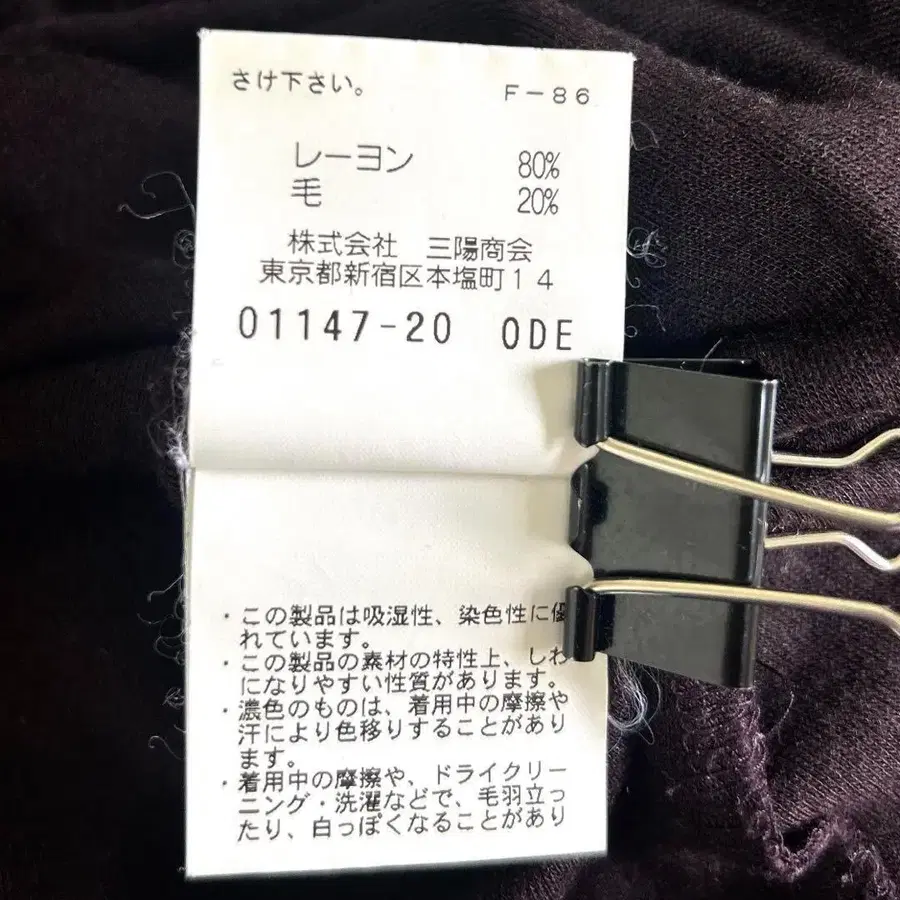 さけ下さい。 F-86
レーヨン 80%
毛 20%
株式会社 三陽商会
東京都新宿区本塩町14
01147-20 ODE
・この製品は吸湿性、染色性に優
れています。
・この製品の素材の特性上、しわ
になりやすい性質があります。
・濃色のものは、着用中の摩擦や
汗により色移りすることがあり
ます。
・着用中の摩擦や、ドライクリー
ニング・洗濯などで、毛羽立っ
たり、白っぽくなることがあり